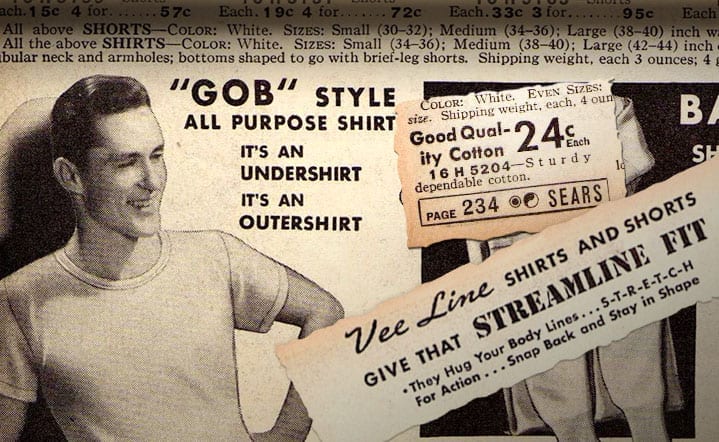 ach.15c 4 for......57c Each.19c 4 for......72c Each.33c 3 for......95c Each
All above SHORTS—COLOR: White. SIZES: Small (30–32); Medium (34–36); Large (38–40) inch wa
All the above SHIRTS—COLOR: White. SIZES: Small (34–36); Medium (38–40); Large (42–44) inch
bular neck and armholes; bottoms shaped to go with brief-leg shorts. Shipping weight, each 3 ounces; 4
"GOB" STYLE
ALL PURPOSE SHIRT
IT'S AN
UNDERSHIRT
IT'S AN
OUTERSHIRT
COLOR: White. EVEN SIZES:
size. Shipping weight, each, 4 oun
Good Qual-
ity Cotton 24c Each
16 H 5204—Sturdy
dependable cotton.
PAGE 234 SEARS
BA
SH
Vee Line SHIRTS AND SHORTS
GIVE THAT STREAMLINE FIT
•They Hug Your Body Lines...S-T-R-E-T-C-H
For Action...Snap Back and Stay in Shape